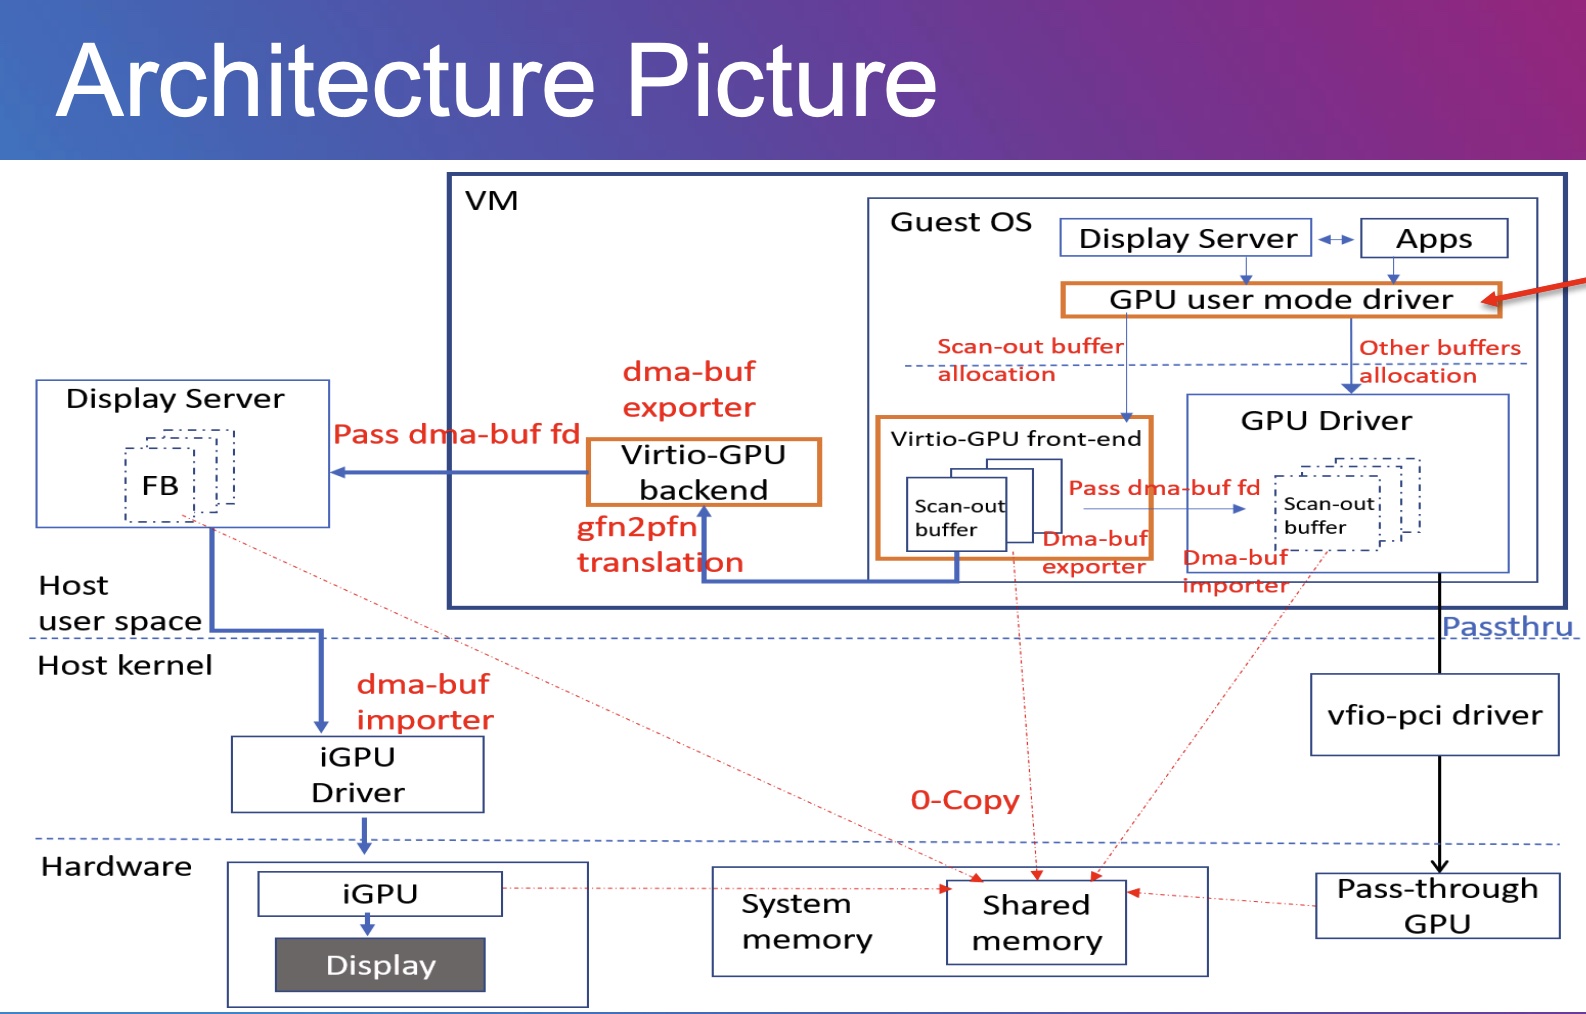 Architecture Picture
VM
Guest OS
Display Server
Apps
GPU user mode driver
Scan-out buffer
allocation
Other buffers
allocation
dma-buf
exporter
Display Server
FB
Pass dma-buf fd
Virtio-GPU
backend
gfn2pfn
translation
Virtio-GPU front-end
Scan-out
buffer
Pass dma-buf fd
Dma-buf
exporter
GPU Driver
Scan-out
buffer
Dma-buf
importer
Host
user space
Passthru
Host kernel
dma-buf
importer
iGPU
Driver
vfio-pci driver
0-Copy
Hardware
iGPU
Display
System
memory
Shared
memory
Pass-through
GPU